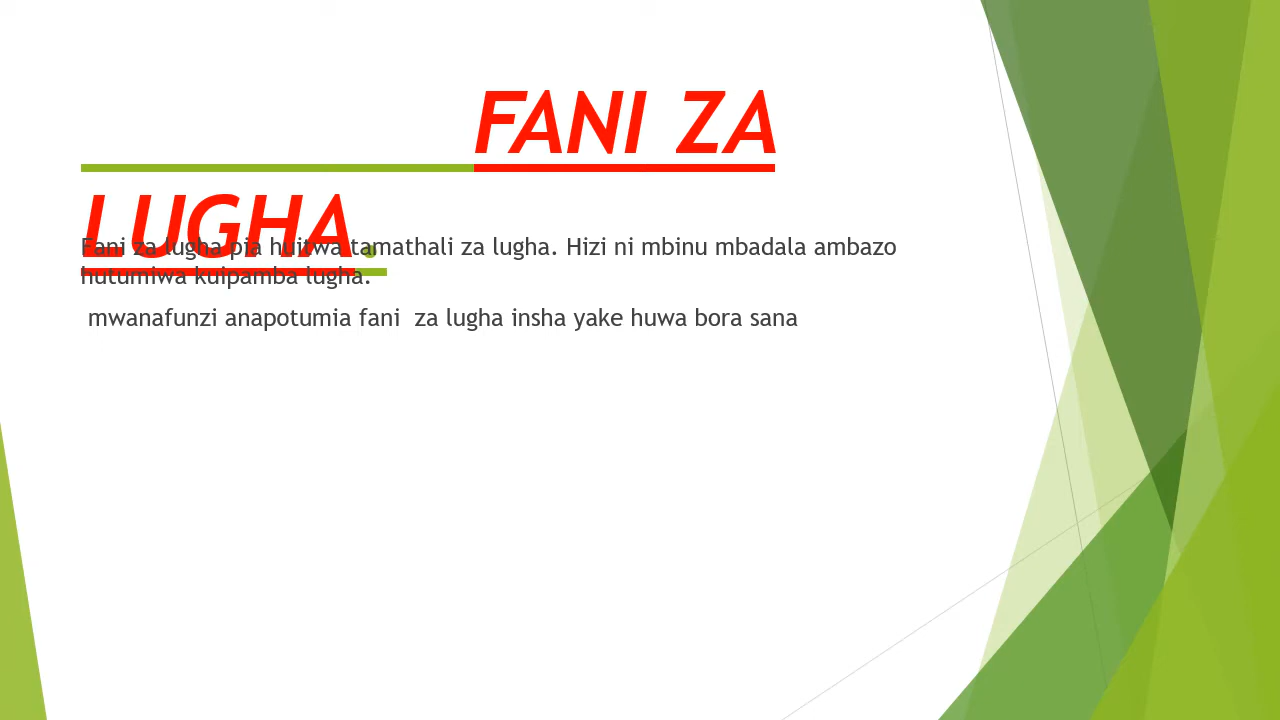 FANI ZA
LUGHA.
Fani za lugha pia huitwa tamathali za lugha. Hizi ni mbinu mbadala ambazo
hutumiwa kuipamba lugha.
mwanafunzi anapotumia fani  za lugha insha yake huwa bora sana